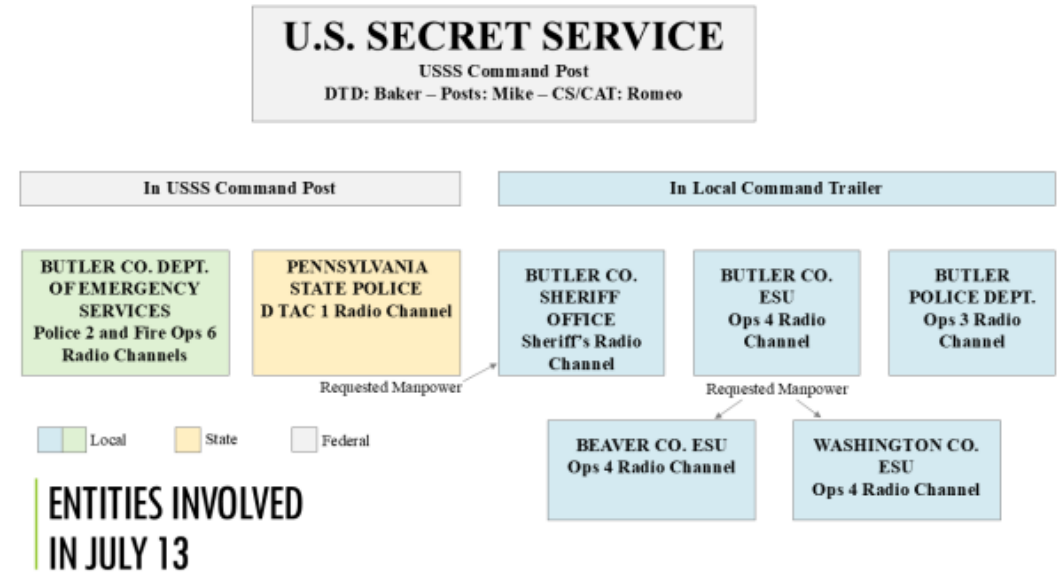 U.S. SECRET SERVICE
USSS Command Post
DTD: Baker – Posts: Mike – CS/CAT: Romeo
In USSS Command Post
In Local Command Trailer
BUTLER CO. DEPT.
OF EMERGENCY
SERVICES
Police 2 and Fire Ops 6
Radio Channels
PENNSYLVANIA
STATE POLICE
D TAC 1 Radio Channel
BUTLER CO.
SHERIFF
OFFICE
Sheriff's Radio
Channel
BUTLER CO.
ESU
Ops 4 Radio
Channel
BUTLER
POLICE DEPT.
Ops 3 Radio
Channel
Requested Manpower
Requested Manpower
BEAVER CO. ESU
Ops 4 Radio Channel
WASHINGTON CO.
ESU
Ops 4 Radio Channel
Local
State
Federal
ENTITIES INVOLVED
IN JULY 13